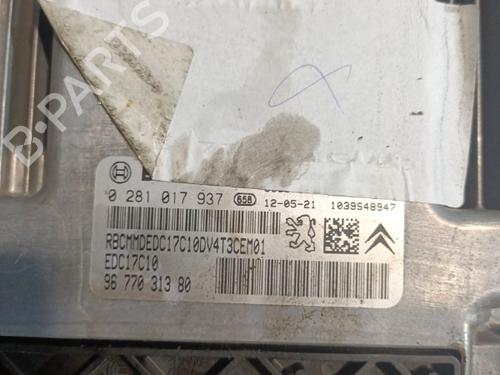 B-PARTS
0 281 017 937 658 12-05-21 1039S48947
RBCMMDEDC17C10DV4T3CEM01
EDC17C10
96 770 313 80